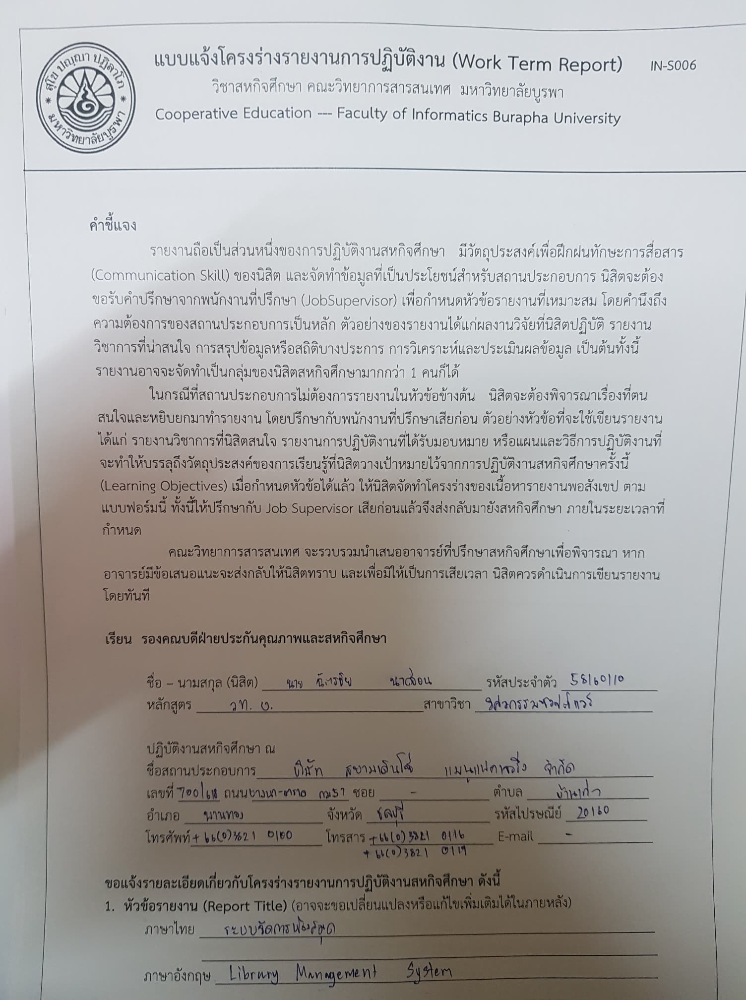 สุโข ปญฺญา ปฏิลาโภ
มหาวิทยาลัยบูรพา
แบบแจ้งโครงร่างรายงานการปฏิบัติงาน (Work Term Report) IN-S006
วิชาสหกิจศึกษา คณะวิทยาการสารสนเทศ มหาวิทยาลัยบูรพา
Cooperative Education --- Faculty of Informatics Burapha University
คำชี้แจง
รายงานถือเป็นส่วนหนึ่งของการปฏิบัติงานสหกิจศึกษา มีวัตถุประสงค์เพื่อฝึกฝนทักษะการสื่อสาร
(Communication Skill) ของนิสิต และจัดทำข้อมูลที่เป็นประโยชน์สำหรับสถานประกอบการ นิสิตจะต้อง
ขอรับคำปรึกษาจากพนักงานที่ปรึกษา (JobSupervisor) เพื่อกำหนดหัวข้อรายงานที่เหมาะสม โดยคำนึงถึง
ความต้องการของสถานประกอบการเป็นหลัก ตัวอย่างของรายงานได้แก่ผลงานวิจัยที่นิสิตปฏิบัติ รายงาน
วิชาการที่น่าสนใจ การสรุปข้อมูลหรือสถิติบางประการ การวิเคราะห์และประเมินผลข้อมูล เป็นต้นทั้งนี้
รายงานอาจจะจัดทำเป็นกลุ่มของนิสิตสหกิจศึกษามากกว่า 1 คนก็ได้
ในกรณีที่สถานประกอบการไม่ต้องการรายงานในหัวข้อข้างต้น นิสิตจะต้องพิจารณาเรื่องที่ตน
สนใจและหยิบยกมาทำรายงาน โดยปรึกษากับพนักงานที่ปรึกษาเสียก่อน ตัวอย่างหัวข้อที่จะใช้เขียนรายงาน
ได้แก่ รายงานวิชาการที่นิสิตสนใจ รายงานการปฏิบัติงานที่ได้รับมอบหมาย หรือแผนและวิธีการปฏิบัติงานที่
จะทำให้บรรลุถึงวัตถุประสงค์ของการเรียนรู้ที่นิสิตวางเป้าหมายไว้จากการปฏิบัติงานสหกิจศึกษาครั้งนี้
(Learning Objectives) เมื่อกำหนดหัวข้อได้แล้ว ให้นิสิตจัดทำโครงร่างของเนื้อหารายงานพอสังเขป ตาม
แบบฟอร์มนี้ ทั้งนี้ให้ปรึกษากับ Job Supervisor เสียก่อนแล้วจึงส่งกลับมายังสหกิจศึกษา ภายในระยะเวลาที่
กำหนด
คณะวิทยาการสารสนเทศ จะรวบรวมนำเสนออาจารย์ที่ปรึกษาสหกิจศึกษาเพื่อพิจารณา หาก
อาจารย์มีข้อเสนอแนะจะส่งกลับให้นิสิตทราบ และเพื่อมิให้เป็นการเสียเวลา นิสิตควรดำเนินการเขียนรายงาน
โดยทันที
เรียน รองคณบดีฝ่ายประกันคุณภาพและสหกิจศึกษา
ชื่อ – นามสกุล (นิสิต) นาย ฉัตรชัย รหัสประจำตัว 58160110
หลักสูตร วท. บ. สาขาวิชา วิศวกรรมซอฟต์แวร์
ปฏิบัติงานสหกิจศึกษา ณ
ชื่อสถานประกอบการ บริษัท สยามเด็นโซ่ แมนูแฟคเจอริ่ง จำกัด
เลขที่ 700/618 ถนน บางนา-ตราด กม.57 ซอย - ตำบล บ้านเก่า
อำเภอ พานทอง จังหวัด ชลบุรี รหัสไปรษณีย์ 20160
โทรศัพท์ +66(0)3821 0100 โทรสาร +66(0)3821 0116 E-mail -
+66(0)3821 0119
ขอแจ้งรายละเอียดเกี่ยวกับโครงร่างรายงานการปฏิบัติงานสหกิจศึกษา ดังนี้
1. หัวข้อรายงาน (Report Title) (อาจจะขอเปลี่ยนแปลงหรือแก้ไขเพิ่มเติมได้ในภายหลัง)
ภาษาไทย ระบบจัดการห้องสมุด
ภาษาอังกฤษ Library Management System